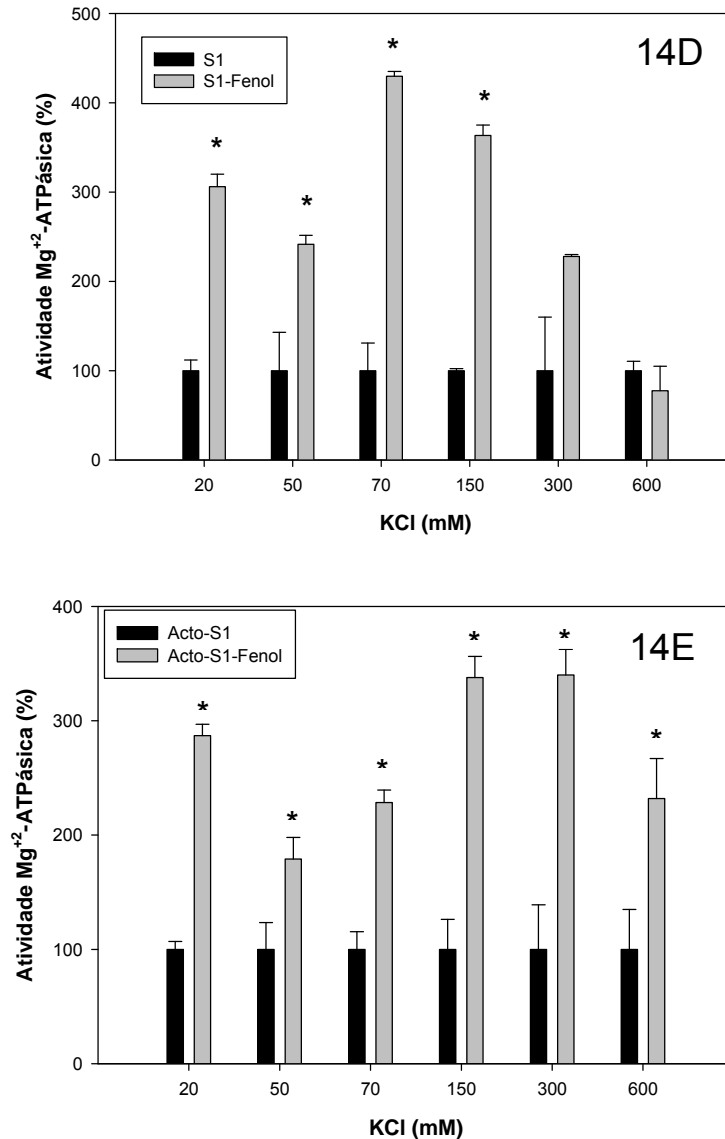 14D
S1
S1-Fenol
Atividade Mg+2-ATPásica (%)
500
400
300
200
100
0
* * * *
20 50 70 150 300 600
KCl (mM)
14E
Acto-S1
Acto-S1-Fenol
Atividade Mg+2-ATPásica (%)
400
300
200
100
0
* * * * * *
20 50 70 150 300 600
KCl (mM)